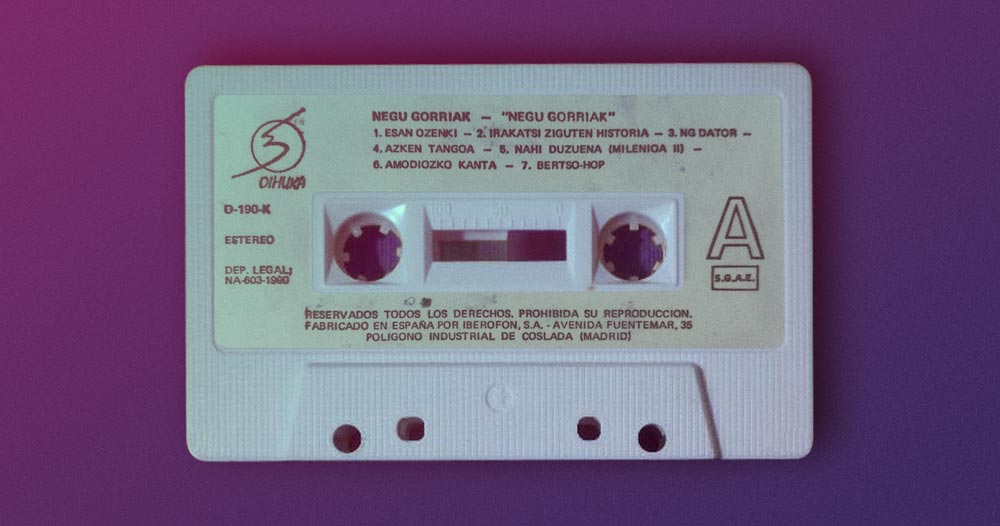 NEGU GORRIAK — "NEGU GORRIAK"
1. ESAN OZENKI — 2. IRAKATSI ZIGUTEN HISTORIA — 3. NG DATOR —
4. AZKEN TANGOA — 5. NAHI DUZUENA (MILENIOA II) —
6. AMODIOZKO KANTA — 7. BERTSO-HOP
OIHUKA
O-190-K
ESTEREO
DEP. LEGAL;
NA-603-1990
100 50 0
A
S.G.A.E.
RESERVADOS TODOS LOS DERECHOS. PROHIBIDA SU REPRODUCCION.
FABRICADO EN ESPAÑA POR IBEROFON, S.A. - AVENIDA FUENTEMAR, 35
POLIGONO INDUSTRIAL DE COSLADA (MADRID)